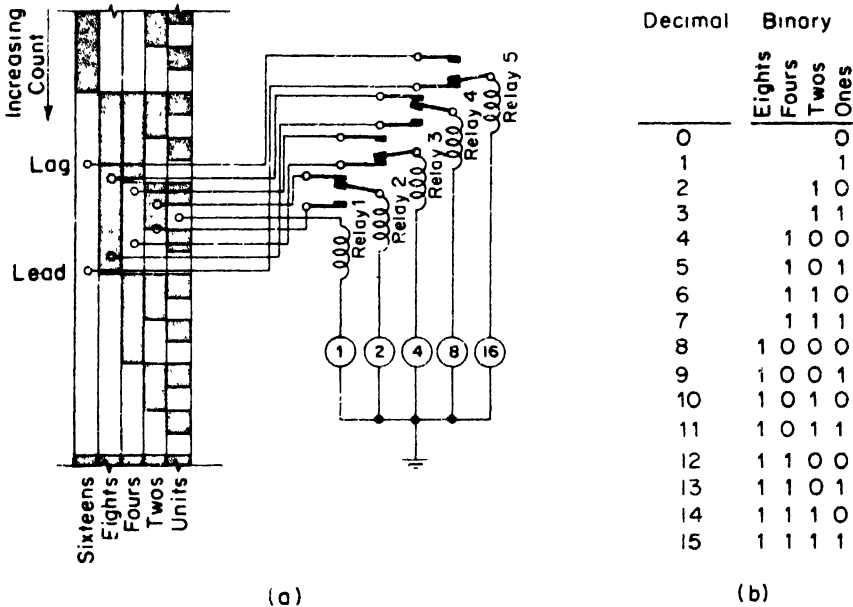 Increasing
Count
Lag
Lead
Sixteens
Eights
Fours
Twos
Units
Relay 1
Relay 2
Relay 3
Relay 4
Relay 5
1 2 4 8 16
(a)
Decimal Binary
Eights
Fours
Twos
Ones
0 0
1 1
2 1 0
3 1 1
4 1 0 0
5 1 0 1
6 1 1 0
7 1 1 1
8 1 0 0 0
9 1 0 0 1
10 1 0 1 0
11 1 0 1 1
12 1 1 0 0
13 1 1 0 1
14 1 1 1 0
15 1 1 1 1
(b)